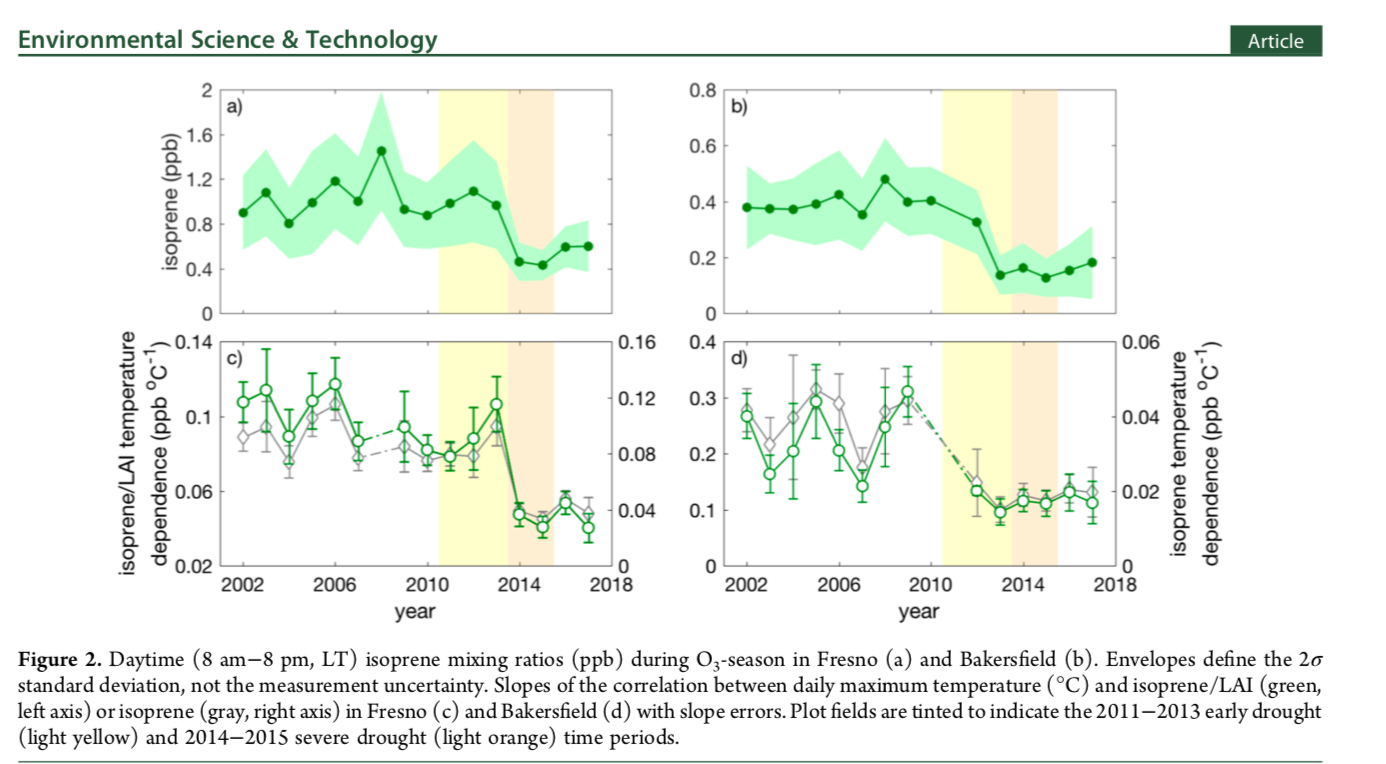 Environmental Science & Technology
Article
a)
2
1.6
1.2
0.8
0.4
0
isoprene (ppb)
b)
0.8
0.6
0.4
0.2
0
c)
0.14
0.1
0.06
0.02
isoprene/LAI temperature
dependence (ppb °C⁻¹)
0.16
0.12
0.08
0.04
0
2002 2006 2010 2014 2018
year
d)
0.4
0.3
0.2
0.1
0
0.06
0.04
0.02
0
isoprene temperature
dependence (ppb °C⁻¹)
2002 2006 2010 2014 2018
year
Figure 2. Daytime (8 am−8 pm, LT) isoprene mixing ratios (ppb) during O₃-season in Fresno (a) and Bakersfield (b). Envelopes define the 2σ
standard deviation, not the measurement uncertainty. Slopes of the correlation between daily maximum temperature (°C) and isoprene/LAI (green,
left axis) or isoprene (gray, right axis) in Fresno (c) and Bakersfield (d) with slope errors. Plot fields are tinted to indicate the 2011−2013 early drought
(light yellow) and 2014−2015 severe drought (light orange) time periods.